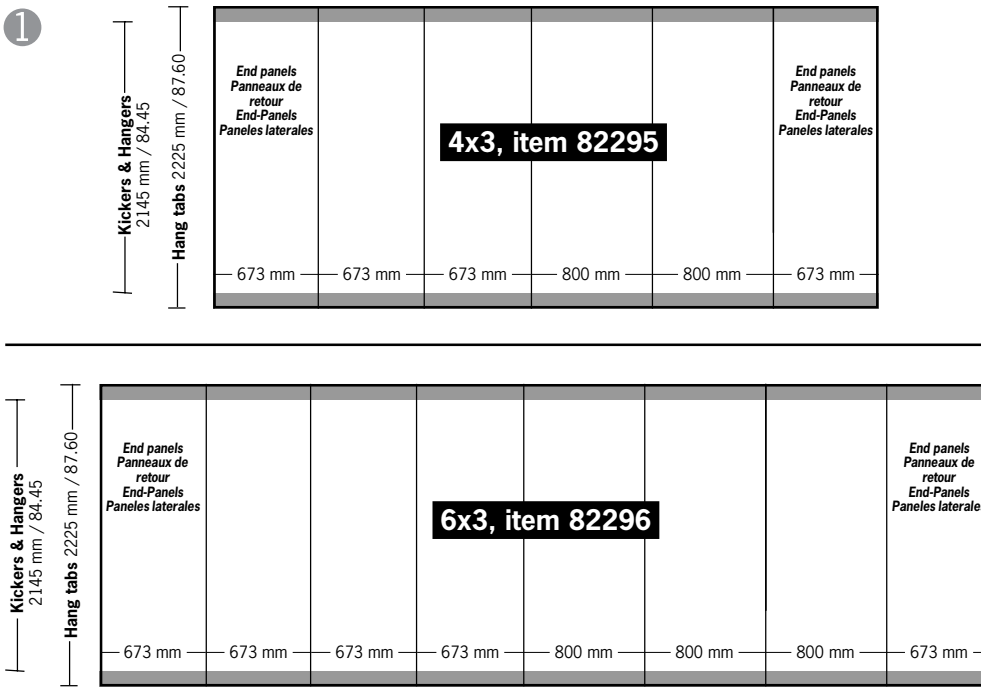 1
Kickers & Hangers
2145 mm / 84.45
Hang tabs 2225 mm / 87.60
End panels
Panneaux de
retour
End-Panels
Paneles laterales
4x3, item 82295
End panels
Panneaux de
retour
End-Panels
Paneles laterales
673 mm 673 mm 673 mm 800 mm 800 mm 673 mm
Kickers & Hangers
2145 mm / 84.45
Hang tabs 2225 mm / 87.60
End panels
Panneaux de
retour
End-Panels
Paneles laterales
6x3, item 82296
End panels
Panneaux de
retour
End-Panels
Paneles laterales
673 mm 673 mm 673 mm 673 mm 800 mm 800 mm 800 mm 673 mm